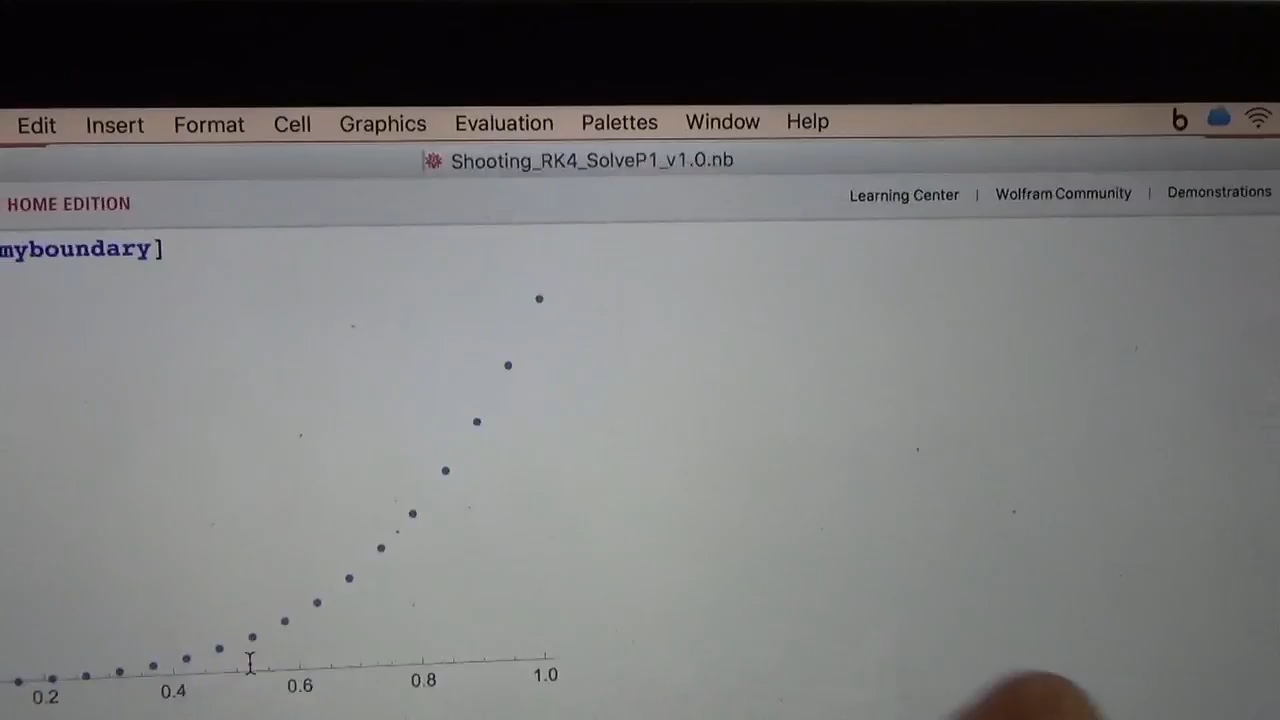 Edit Insert Format Cell Graphics Evaluation Palettes Window Help b
Shooting_RK4_SolveP1_v1.0.nb
HOME EDITION Learning Center | Wolfram Community | Demonstrations
myboundary]
0.2 0.4 0.6 0.8 1.0